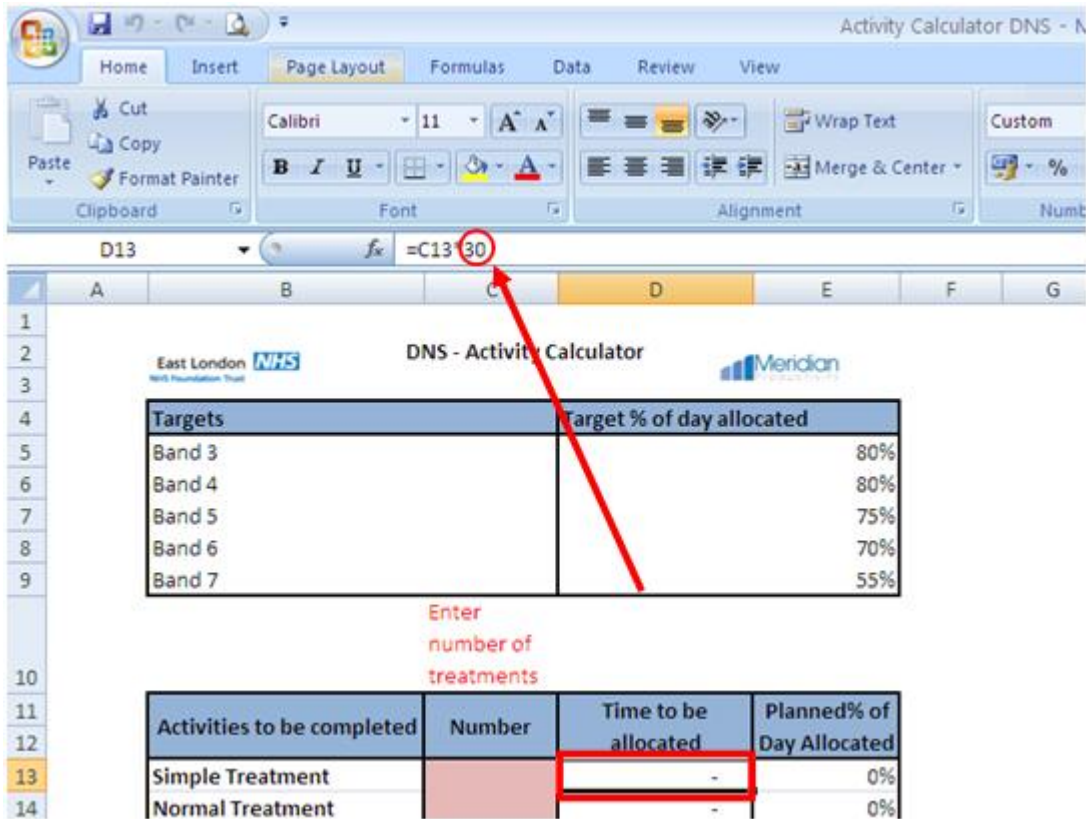 Activity Calculator DNS - M
Home Insert Page Layout Formulas Data Review View
Paste
Cut
Copy
Format Painter
Clipboard
Calibri 11 A A
B I U A
Font
Wrap Text
Merge & Center
Alignment
Custom
%
Numb
D13 fx =C13*30
A B C D E F G
1
2 East London NHS DNS - Activity Calculator Meridian
NHS Foundation Trust
3
4 Targets Target % of day allocated
5 Band 3 80%
6 Band 4 80%
7 Band 5 75%
8 Band 6 70%
9 Band 7 55%
Enter
number of
10 treatments
11 Activities to be completed Number Time to be Planned% of
12 allocated Day Allocated
13 Simple Treatment - 0%
14 Normal Treatment - 0%